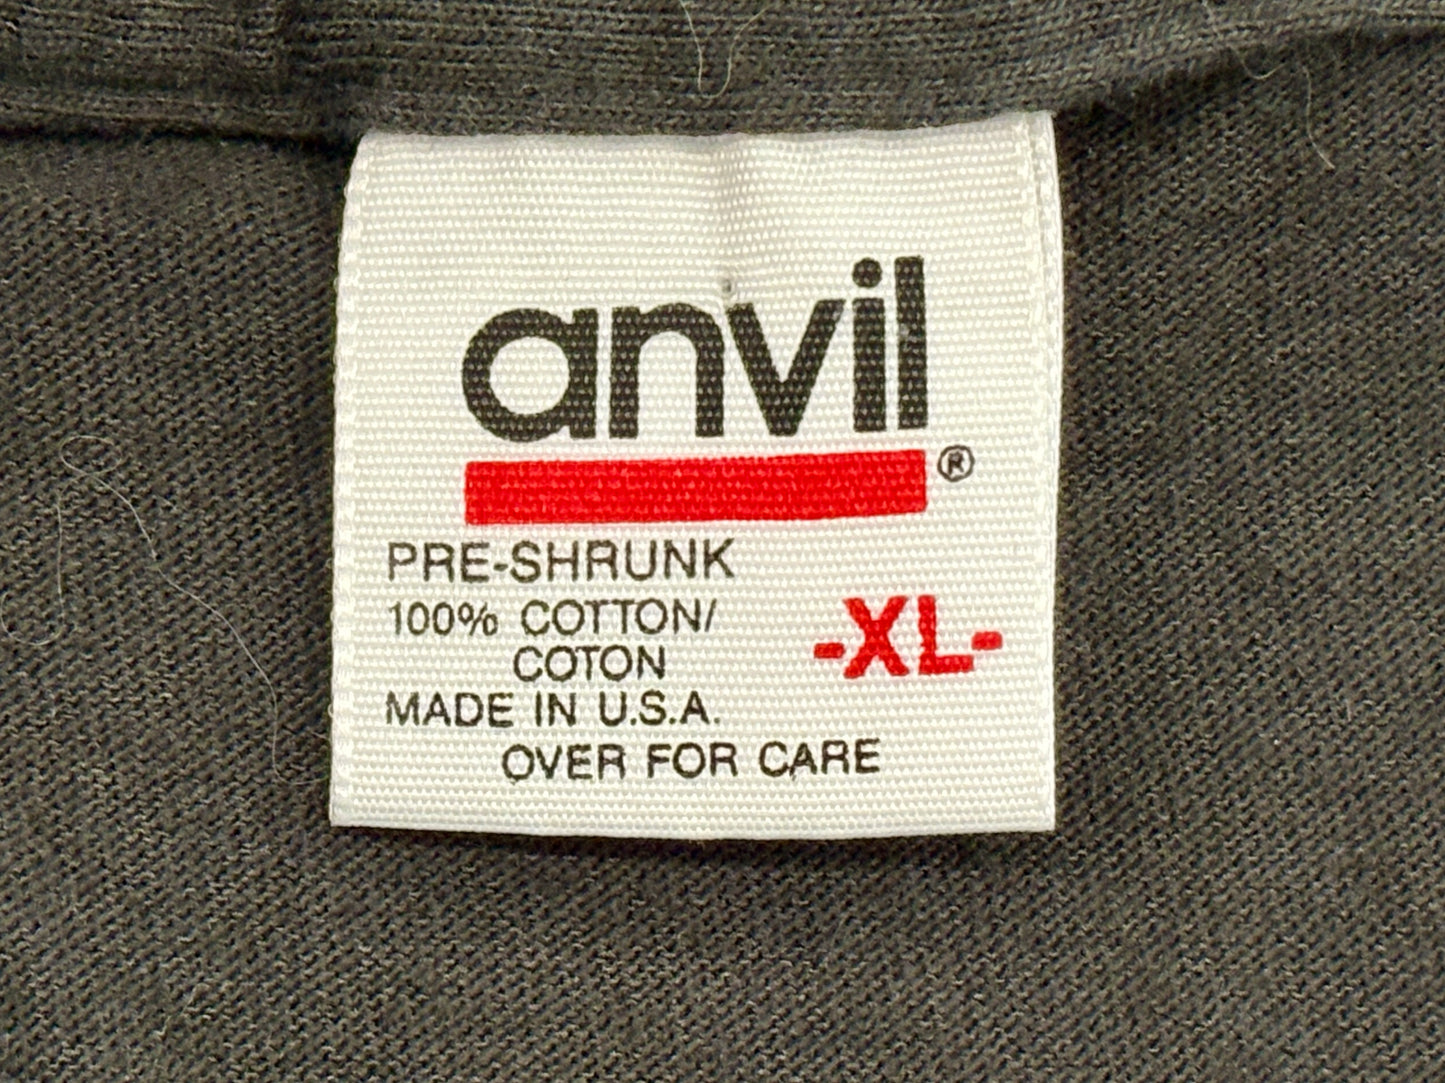 anvil
®
PRE-SHRUNK
100% COTTON/
COTON
-XL-
MADE IN U.S.A.
OVER FOR CARE